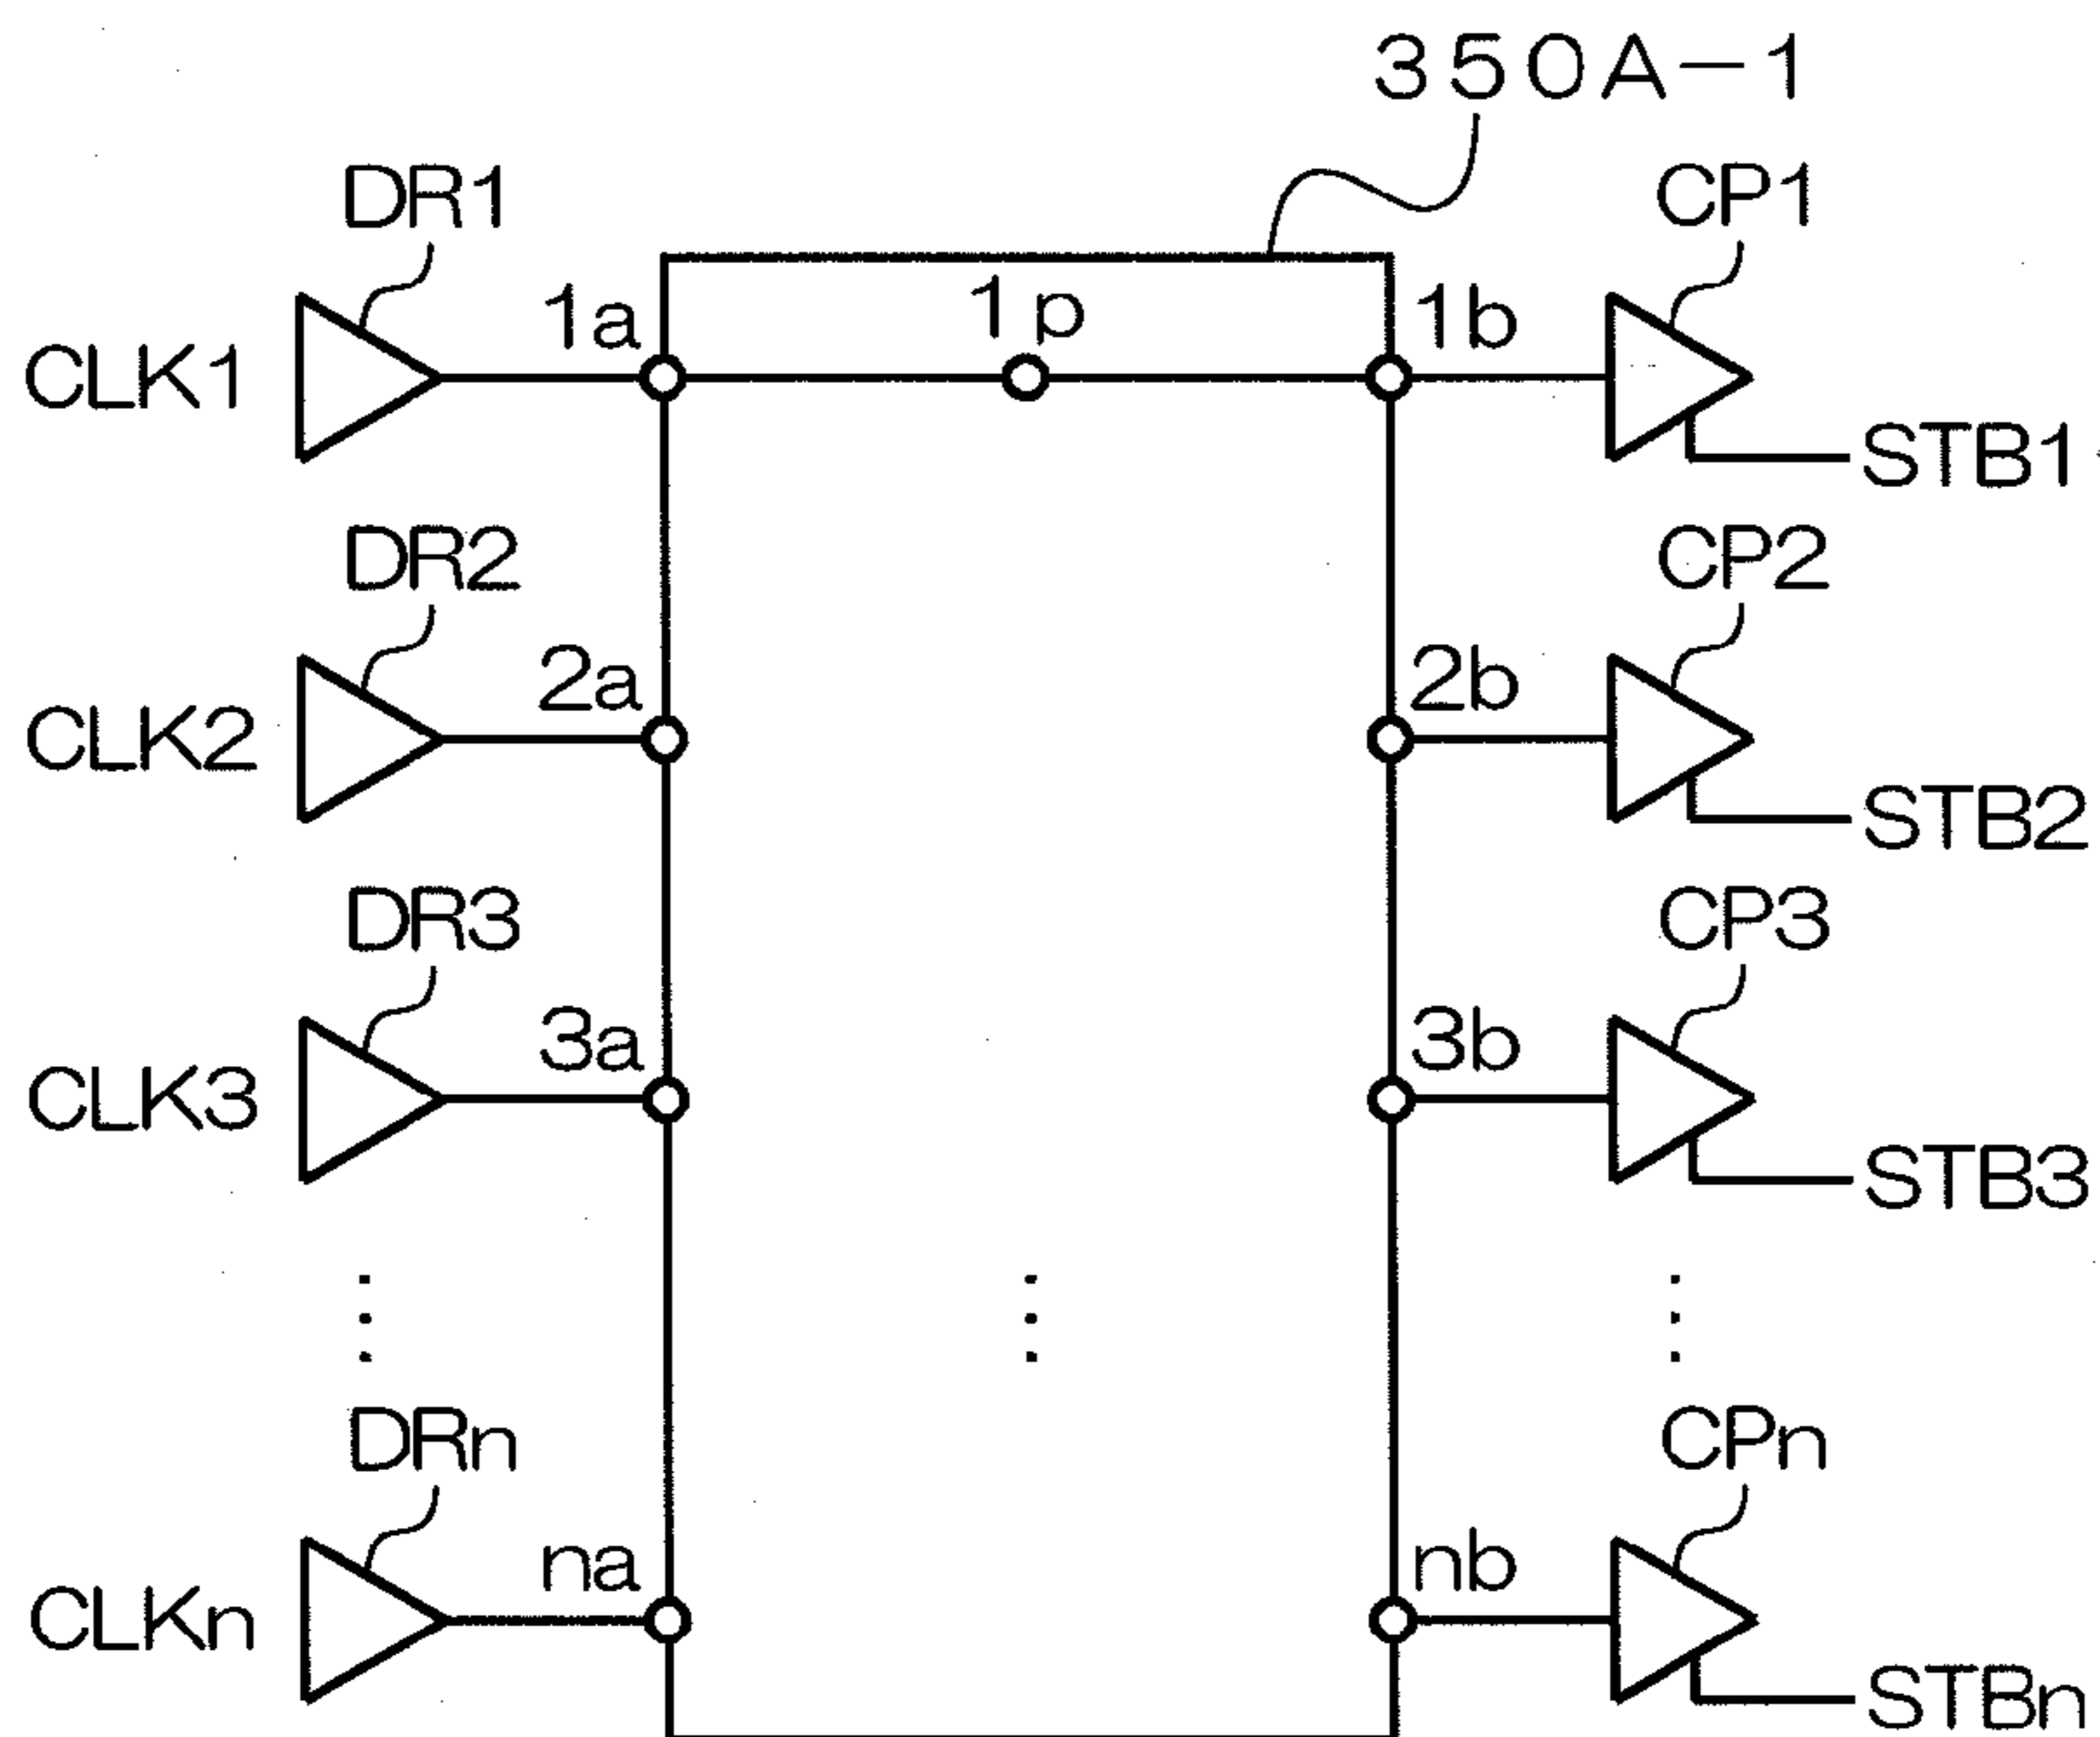 350A-1
DR1
CP1
1a
1p
1b
CLK1
STB1
DR2
CP2
2a
2b
CLK2
STB2
DR3
CP3
3a
3b
CLK3
STB3
DRn
CPn
na
nb
CLKn
STBn